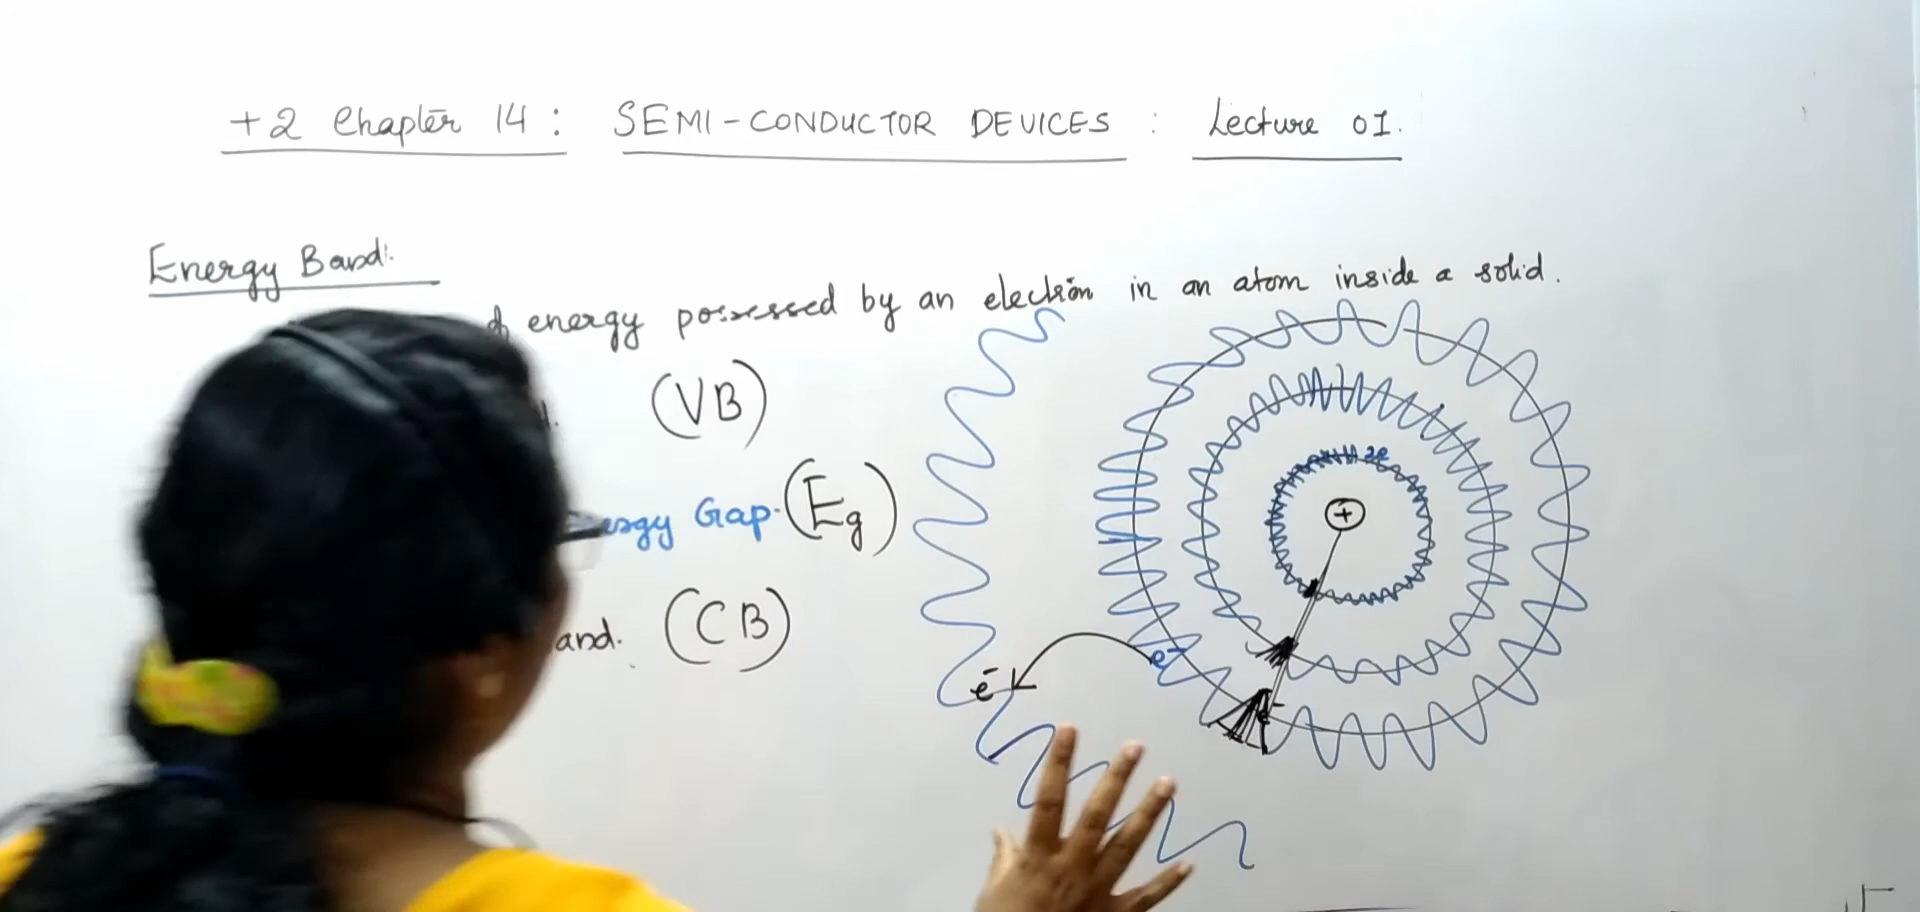 +2 Chapter 14 : SEMI-CONDUCTOR DEVICES : Lecture 01.
Energy Band:
energy possessed by an electron in an atom inside a solid.
(VB)
Gap. (Eg)
(CB)
2e
+
e⁻
e⁻
e⁻